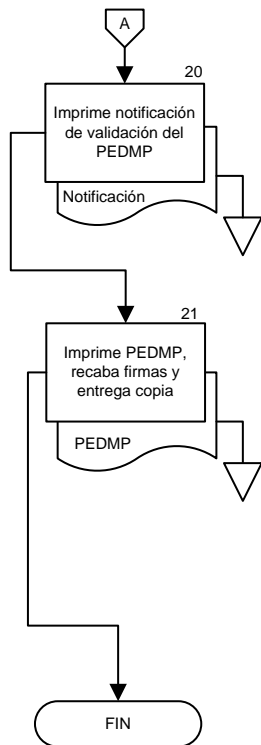 A
20
Imprime notificación
de validación del
PEDMP
Notificación
21
Imprime PEDMP,
recaba firmas y
entrega copia
PEDMP
FIN